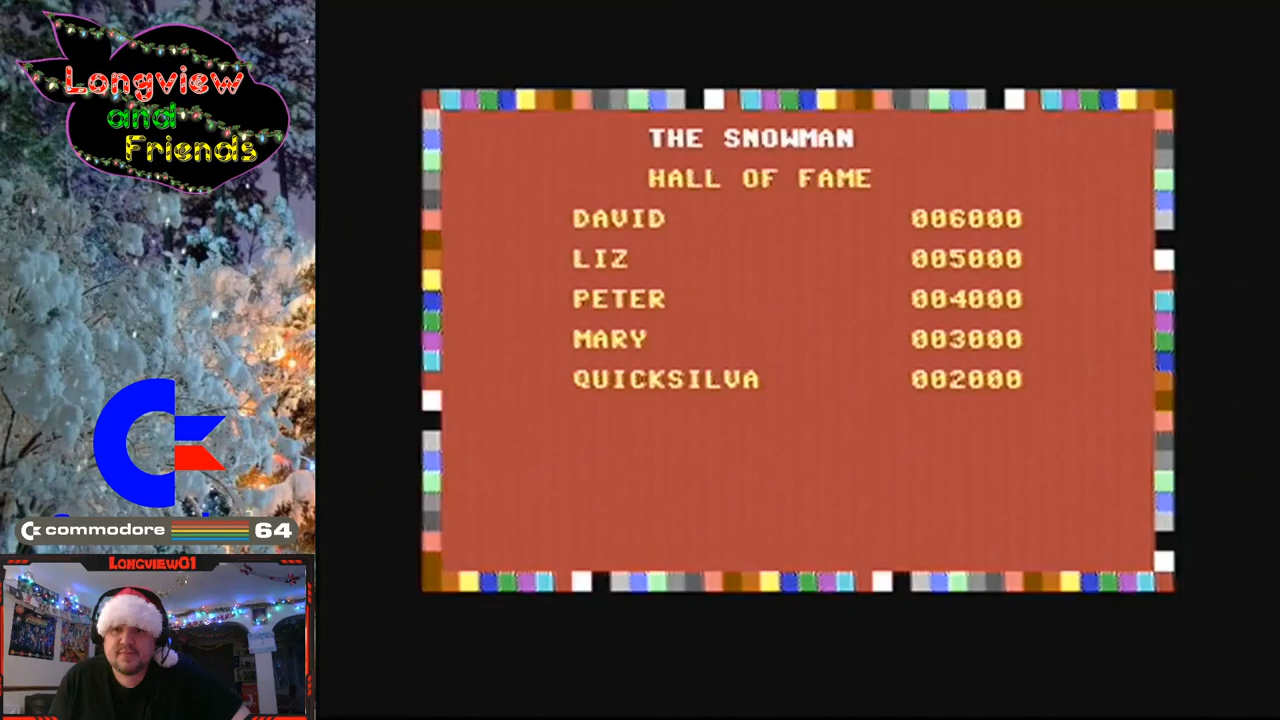 Longview
and
Friends
commodore 64
LONGVIEW01
THE SNOWMAN
HALL OF FAME
DAVID 006000
LIZ 005000
PETER 004000
MARY 003000
QUICKSILVA 002000